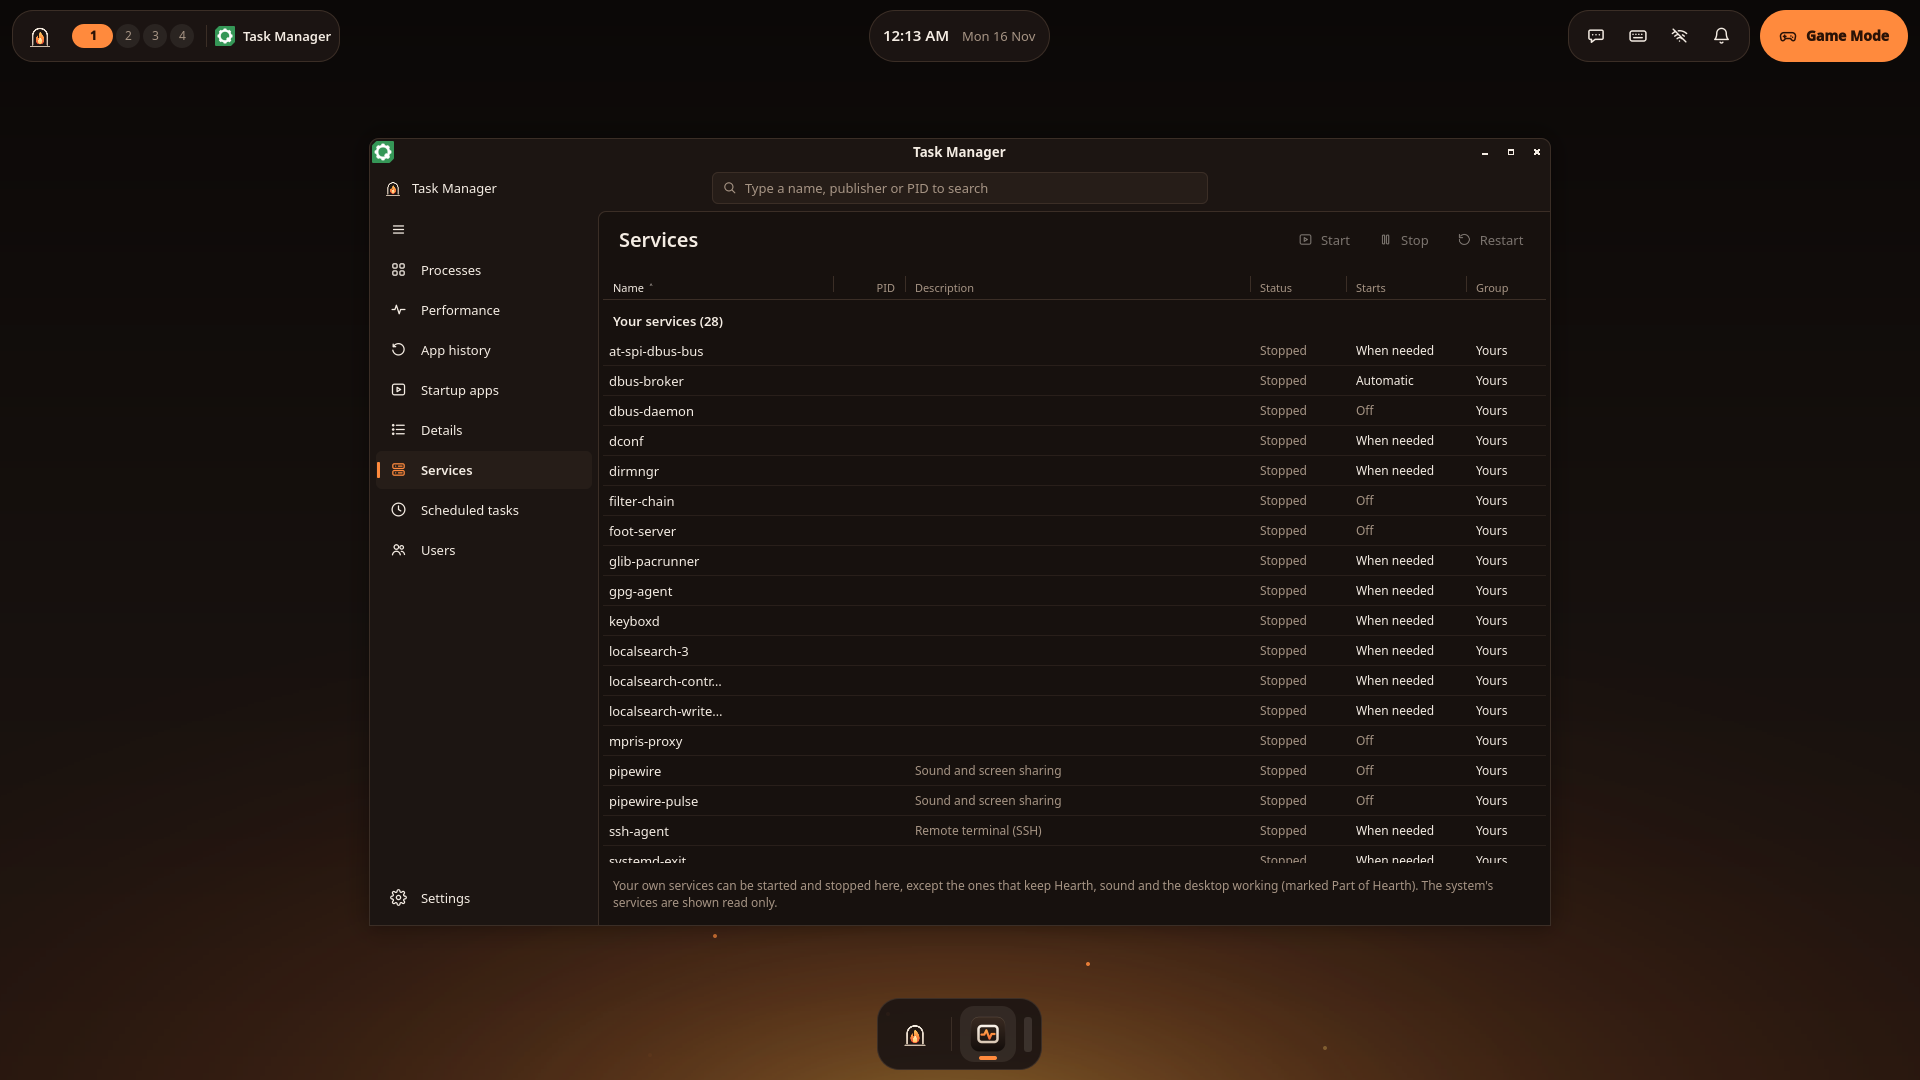 1 2 3 4 Task Manager
12:13 AM Mon 16 Nov
Game Mode
Task Manager
Task Manager
Type a name, publisher or PID to search
Processes
Performance
App history
Startup apps
Details
Services
Scheduled tasks
Users
Settings
Services
Start Stop Restart
Name PID Description Status Starts Group
Your services (28)
at-spi-dbus-bus Stopped When needed Yours
dbus-broker Stopped Automatic Yours
dbus-daemon Stopped Off Yours
dconf Stopped When needed Yours
dirmngr Stopped When needed Yours
filter-chain Stopped Off Yours
foot-server Stopped Off Yours
glib-pacrunner Stopped When needed Yours
gpg-agent Stopped When needed Yours
keyboxd Stopped When needed Yours
localsearch-3 Stopped When needed Yours
localsearch-contr... Stopped When needed Yours
localsearch-write... Stopped When needed Yours
mpris-proxy Stopped Off Yours
pipewire Sound and screen sharing Stopped Off Yours
pipewire-pulse Sound and screen sharing Stopped Off Yours
ssh-agent Remote terminal (SSH) Stopped When needed Yours
systemd-exit Stopped When needed Yours
Your own services can be started and stopped here, except the ones that keep Hearth, sound and the desktop working (marked Part of Hearth). The system's
services are shown read only.